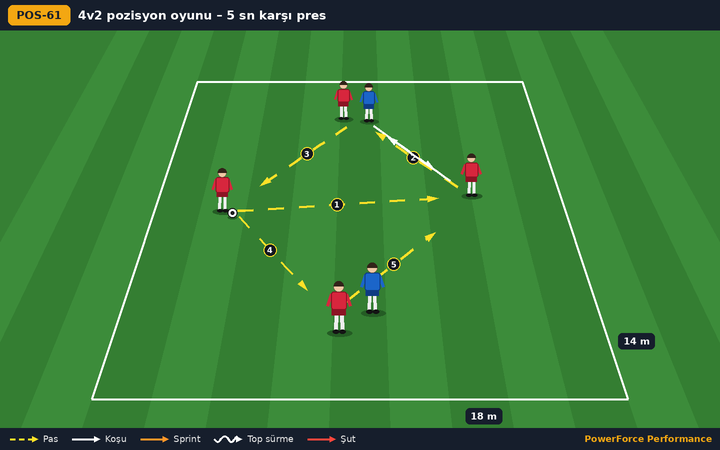 POS-61 4v2 pozisyon oyunu – 5 sn karşı pres
3
2
1
4
5
14 m
18 m
Pas Koşu Sprint Top sürme Şut PowerForce Performance